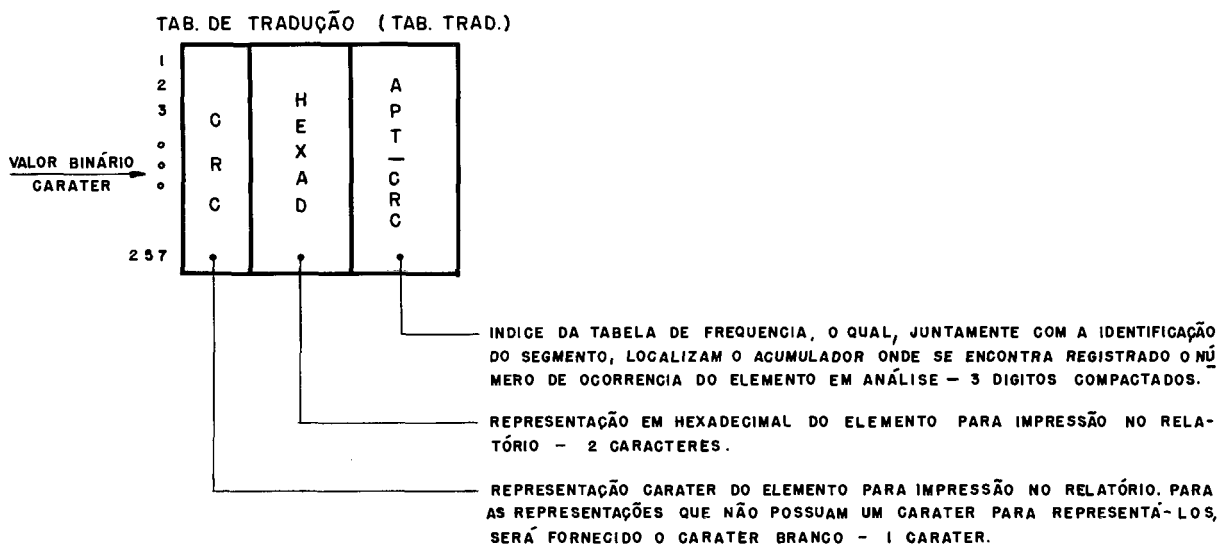 TAB. DE TRADUÇÃO (TAB. TRAD.)
1
2
3
257
VALOR BINÁRIO
CARATER
CRC
HEXAD
APT-CRC
INDICE DA TABELA DE FREQUENCIA, O QUAL, JUNTAMENTE COM A IDENTIFICAÇÃO
DO SEGMENTO, LOCALIZAM O ACUMULADOR ONDE SE ENCONTRA REGISTRADO O NÚ
MERO DE OCORRENCIA DO ELEMENTO EM ANÁLISE — 3 DIGITOS COMPACTADOS.
REPRESENTAÇÃO EM HEXADECIMAL DO ELEMENTO PARA IMPRESSÃO NO RELA-
TÓRIO — 2 CARACTERES.
REPRESENTAÇÃO CARATER DO ELEMENTO PARA IMPRESSÃO NO RELATÓRIO. PARA
AS REPRESENTAÇÕES QUE NÃO POSSUAM UM CARATER PARA REPRESENTÁ-LOS,
SERÁ FORNECIDO O CARATER BRANCO — 1 CARATER.